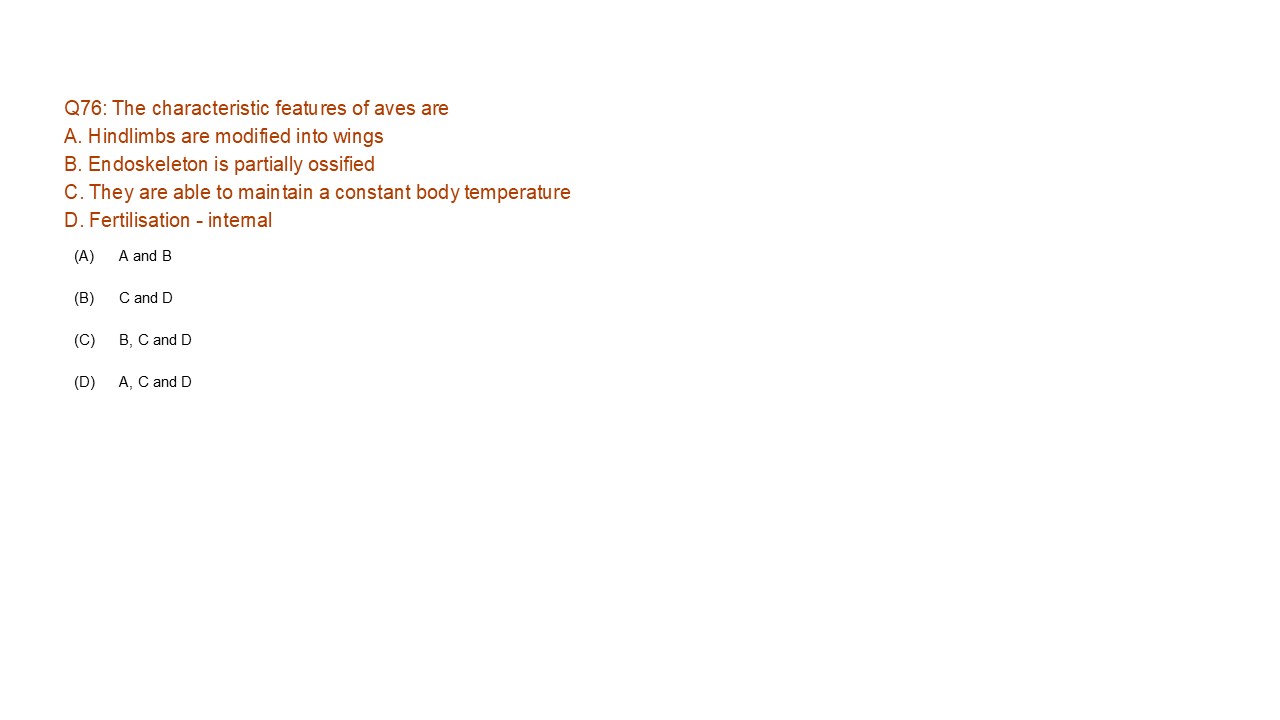 Q76: The characteristic features of aves are
A. Hindlimbs are modified into wings
B. Endoskeleton is partially ossified
C. They are able to maintain a constant body temperature
D. Fertilisation - internal
(A) A and B
(B) C and D
(C) B, C and D
(D) A, C and D